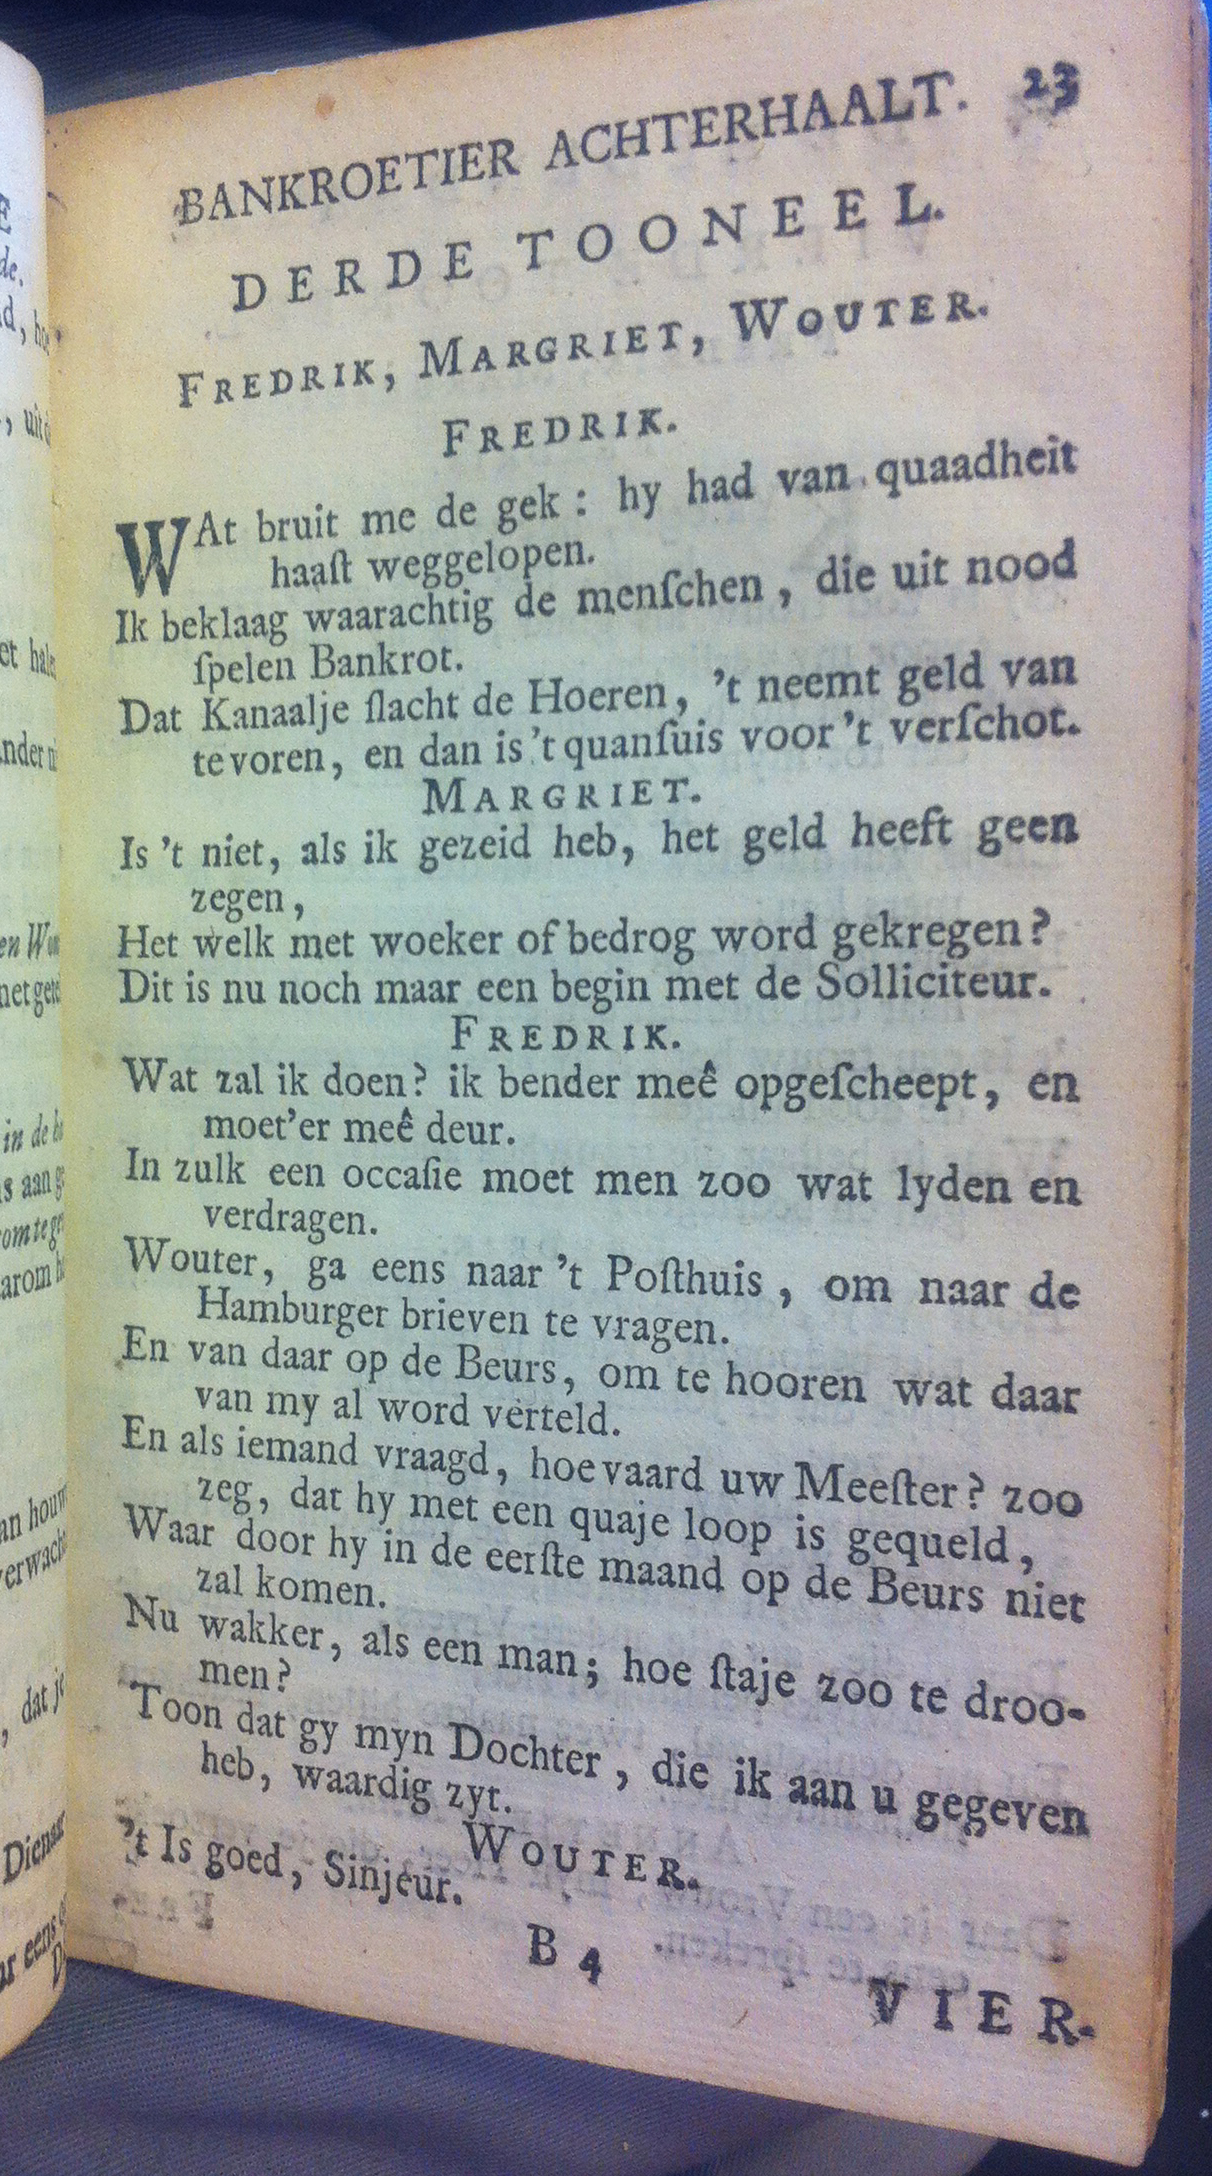 BANKROETIER ACHTERHAALT. 23
DERDE TOONEEL.
FREDRIK, MARGRIET, WOUTER.
FREDRIK.
WAt bruit me de gek: hy had van quaadheit
haaſt weggelopen.
Ik beklaag waarachtig de menſchen, die uit nood
ſpelen Bankrot.
Dat Kanaalje ſlacht de Hoeren, 't neemt geld van
te voren, en dan is 't quanſuis voor 't verſchot.
MARGRIET.
Is 't niet, als ik gezeid heb, het geld heeft geen
zegen,
Het welk met woeker of bedrog word gekregen?
Dit is nu noch maar een begin met de Solliciteur.
FREDRIK.
Wat zal ik doen? ik bender meê opgeſcheept, en
moet'er meê deur.
In zulk een occaſie moet men zoo wat lyden en
verdragen.
Wouter, ga eens naar 't Poſthuis, om naar de
Hamburger brieven te vragen.
En van daar op de Beurs, om te hooren wat daar
van my al word verteld.
En als iemand vraagd, hoe vaard uw Meeſter? zoo
zeg, dat hy met een quaje loop is gequeld,
Waar door hy in de eerſte maand op de Beurs niet
zal komen.
Nu wakker, als een man; hoe ſtaje zoo te droo-
men?
Toon dat gy myn Dochter, die ik aan u gegeven
heb, waardig zyt.
WOUTER.
't Is goed, Sinjeur.
B 4
VIER-